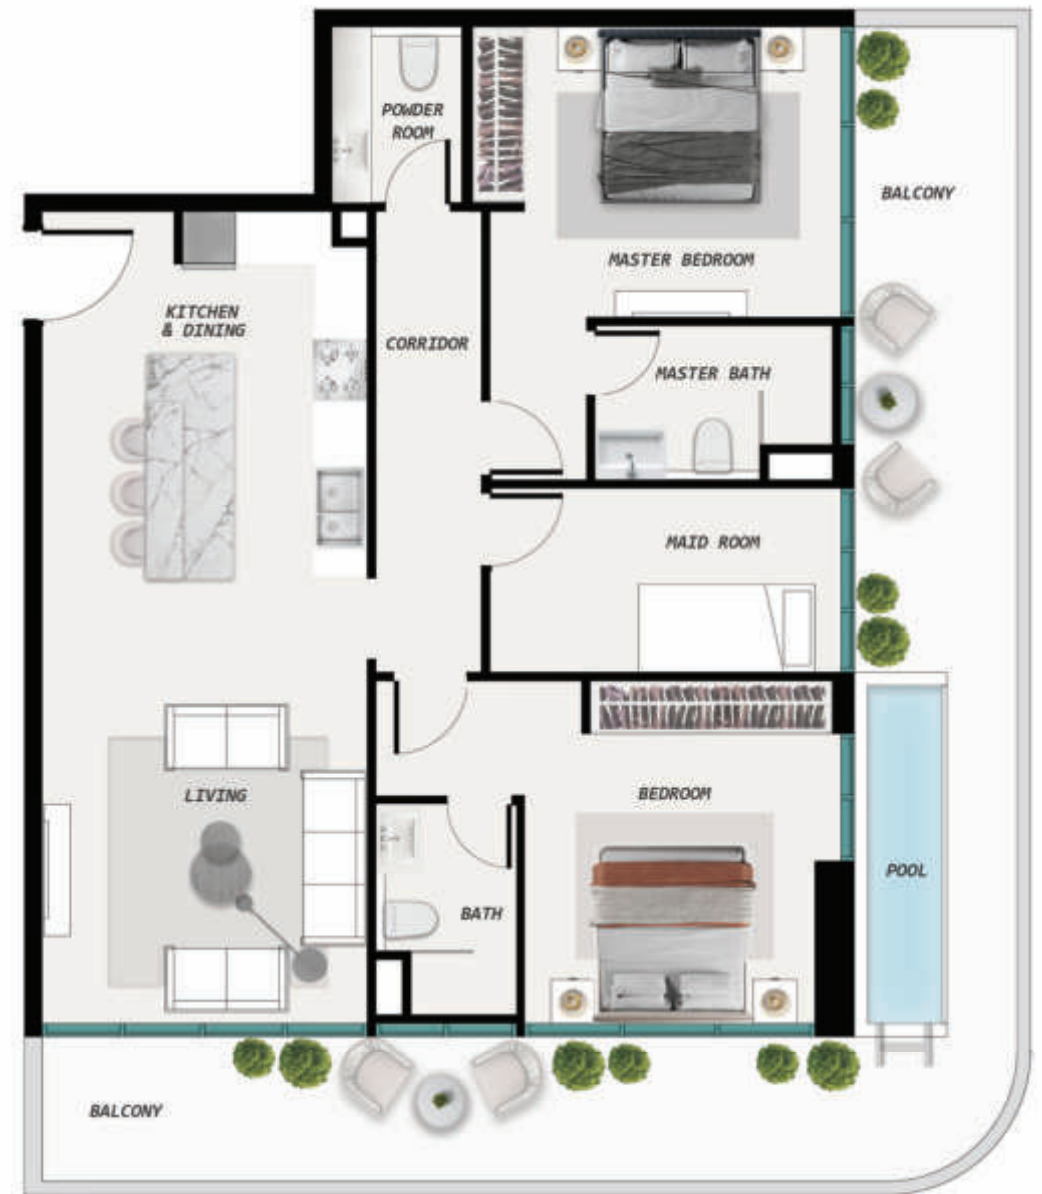 POWDER
ROOM
BALCONY
MASTER BEDROOM
KITCHEN
& DINING
CORRIDOR
MASTER BATH
MAID ROOM
LIVING
BEDROOM
POOL
BATH
BALCONY